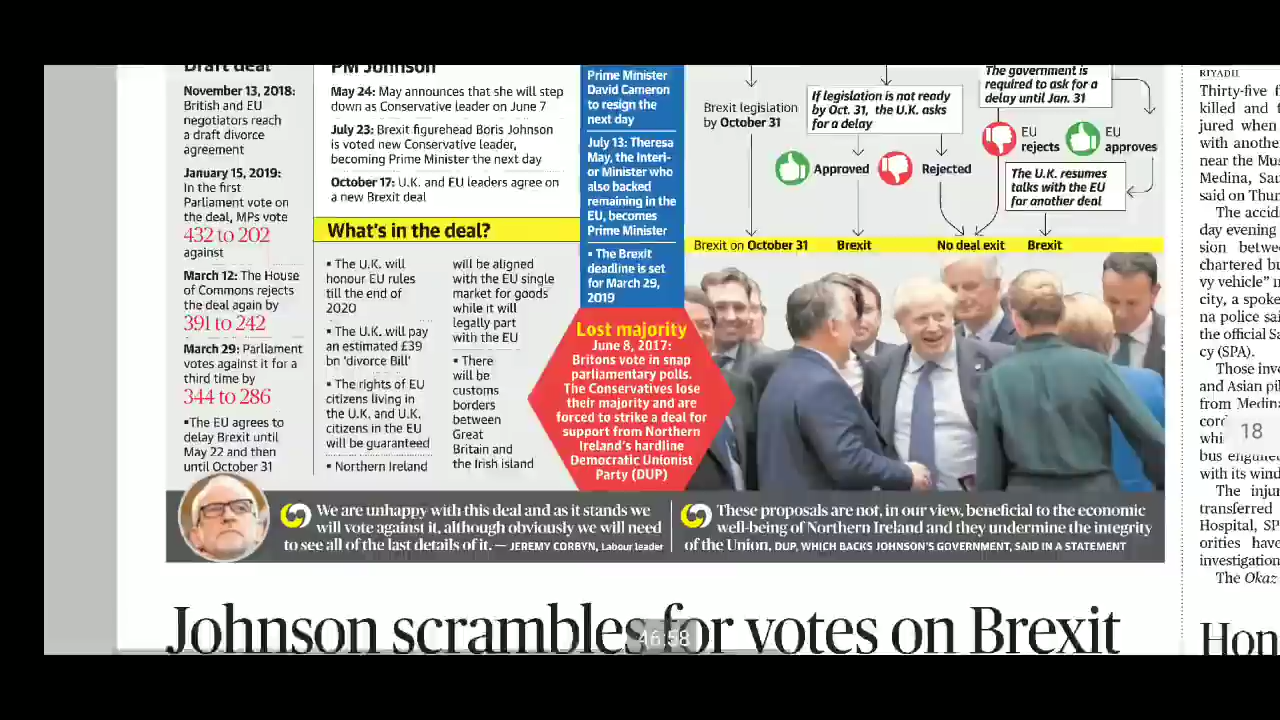 Draft deal
November 13, 2018:
British and EU
negotiators reach
a draft divorce
agreement
January 15, 2019:
In the first
Parliament vote on
the deal, MPs vote
432 to 202
against
March 12: The House
of Commons rejects
the deal again by
391 to 242
March 29: Parliament
votes against it for a
third time by
344 to 286
▪The EU agrees to
delay Brexit until
May 22 and then
until October 31
PM Johnson
May 24: May announces that she will step
down as Conservative leader on June 7
July 23: Brexit figurehead Boris Johnson
is voted new Conservative leader,
becoming Prime Minister the next day
October 17: U.K. and EU leaders agree on
a new Brexit deal
What's in the deal?
▪ The U.K. will
honour EU rules
till the end of
2020
▪ The U.K. will pay
an estimated £39
bn 'divorce Bill'
▪ The rights of EU
citizens living in
the U.K. and U.K.
citizens in the EU
will be guaranteed
▪ Northern Ireland
will be aligned
with the EU single
market for goods
while it will
legally part
with the EU
▪ There
will be
customs
borders
between
Great
Britain and
the Irish island
Prime Minister
David Cameron
to resign the
next day
July 13: Theresa
May, the Interi-
or Minister who
also backed
remaining in the
EU, becomes
Prime Minister
▪ The Brexit
deadline is set
for March 29,
2019
Lost majority
June 8, 2017:
Britons vote in snap
parliamentary polls.
The Conservatives lose
their majority and are
forced to strike a deal for
support from Northern
Ireland's hardline
Democratic Unionist
Party (DUP)
Brexit legislation
by October 31
If legislation is not ready
by Oct. 31, the U.K. asks
for a delay
The government is
required to ask for a
delay until Jan. 31
EU
rejects
EU
approves
Approved
Rejected
The U.K. resumes
talks with the EU
for another deal
Brexit on October 31
Brexit
No deal exit
Brexit
We are unhappy with this deal and as it stands we
will vote against it, although obviously we will need
to see all of the last details of it. — JEREMY CORBYN, Labour leader
These proposals are not, in our view, beneficial to the economic
well-being of Northern Ireland and they undermine the integrity
of the Union. DUP, WHICH BACKS JOHNSON'S GOVERNMENT, SAID IN A STATEMENT
Johnson scrambles for votes on Brexit
46:58
RIYADH
Thirty-five f
killed and
jured when
with anothe
near the Mu
Medina, Sau
said on Thur
The accid
day evening
sion betwe
chartered bu
vy vehicle" n
city, a spoke
na police sai
the official Sa
cy (SPA).
Those inve
and Asian pi
from Medina
cord
whi
bus engulfe
with its wind
The injur
transferred
Hospital, SP
orities have
investigation
The Okaz
18
Hon